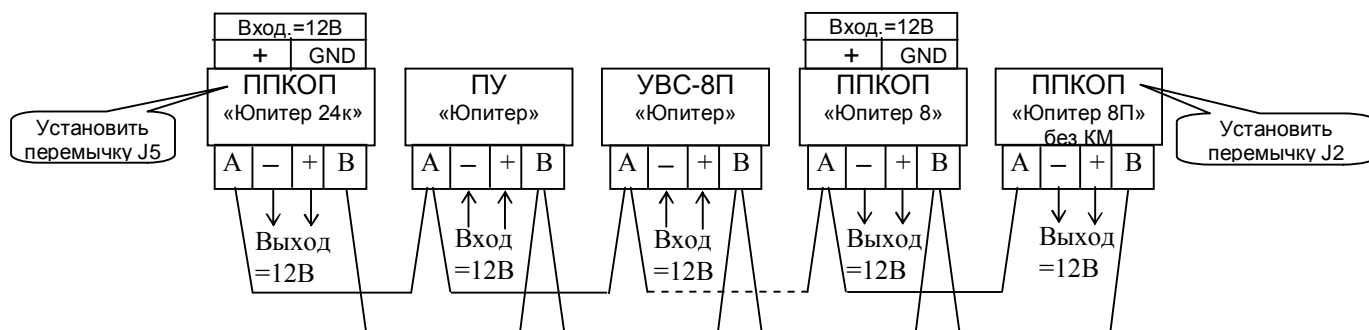 Вход.=12В
+ GND
ППКОП
«Юпитер 24к»
Установить
перемычку J5
A – + B
Выход
=12В
ПУ
«Юпитер»
A – + B
Вход
=12В
УВС-8П
«Юпитер»
A – + B
Вход
=12В
Вход.=12В
+ GND
ППКОП
«Юпитер 8»
A – + B
Выход
=12В
ППКОП
«Юпитер 8П»
без КМ
Установить
перемычку J2
A – + B
Выход
=12В